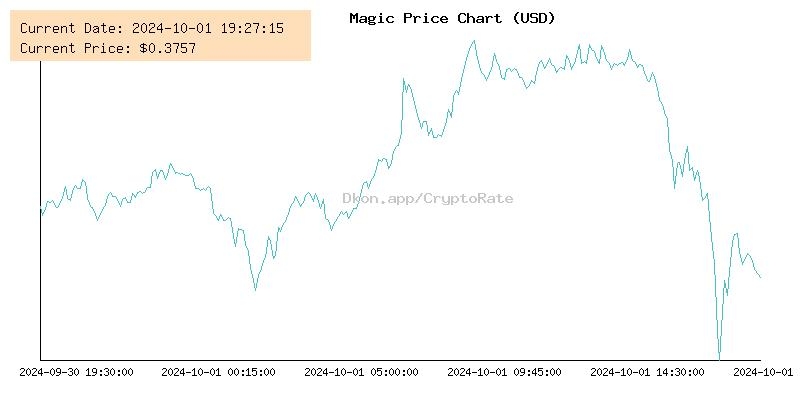 Magic Price Chart (USD)
Current Date: 2024-10-01 19:27:15
Current Price: $0.3757
Dkon.app/CryptoRate
2024-09-30 19:30:00 2024-10-01 00:15:00 2024-10-01 05:00:00 2024-10-01 09:45:00 2024-10-01 14:30:00 2024-10-01